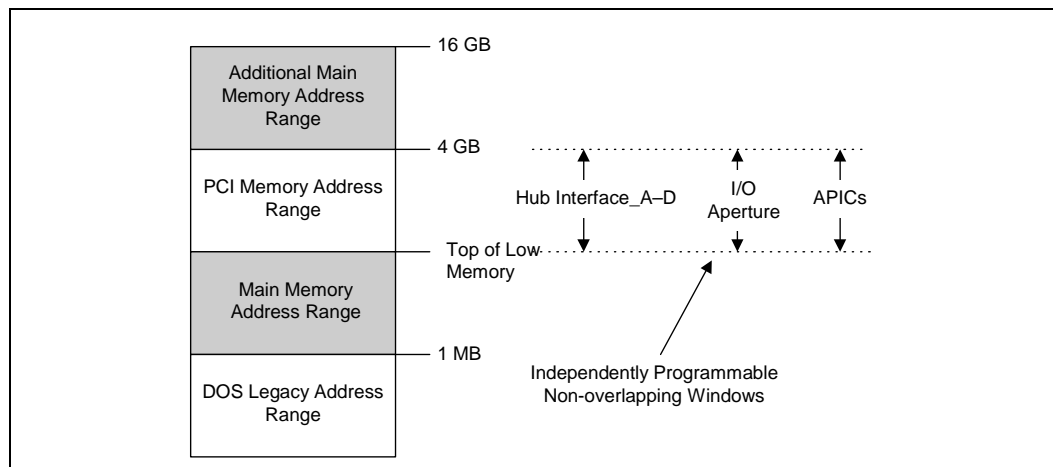 16 GB
Additional Main
Memory Address
Range
4 GB
PCI Memory Address
Range
Hub Interface_A–D
I/O
Aperture
APICs
Top of Low
Memory
Main Memory
Address Range
1 MB
Independently Programmable
Non-overlapping Windows
DOS Legacy Address
Range